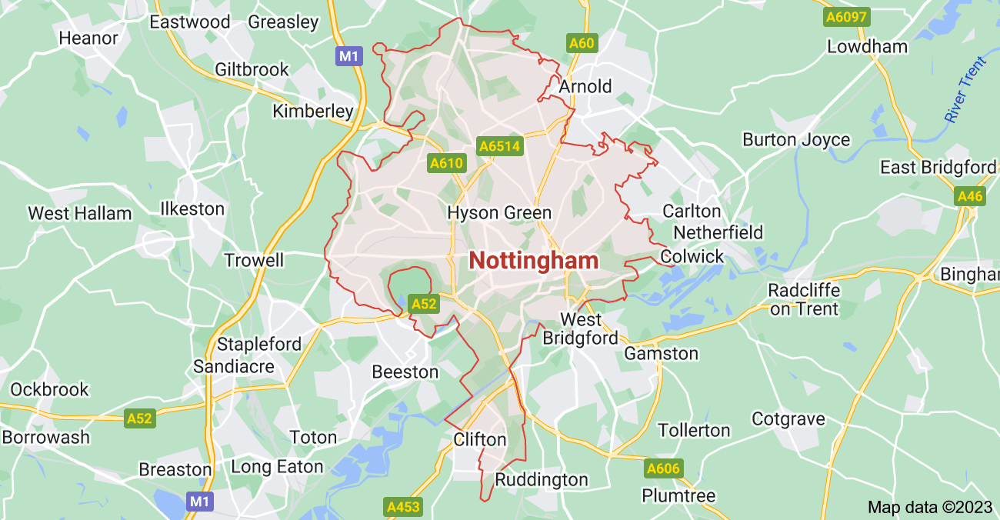 A6097
Eastwood
Greasley
Heanor
A60
Lowdham
M1
Giltbrook
Arnold
River Trent
Kimberley
Burton Joyce
A6514
A610
East Bridgford
A46
West Hallam
Ilkeston
Hyson Green
Carlton
Netherfield
Trowell
Nottingham
Colwick
Bingha
Radcliffe
on Trent
A52
West
Bridgford
Stapleford
Gamston
Sandiacre
Beeston
Ockbrook
A52
Cotgrave
Tollerton
Borrowash
Toton
Clifton
Breaston
Long Eaton
A606
Ruddington
Plumtree
M1
A453
Map data ©2023